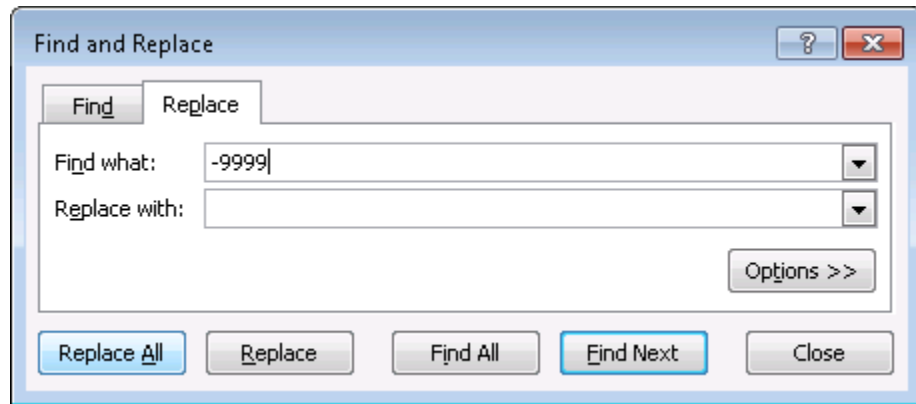 Find and Replace
Find Replace
Find what: -9999
Replace with:
Options >>
Replace All Replace Find All Find Next Close